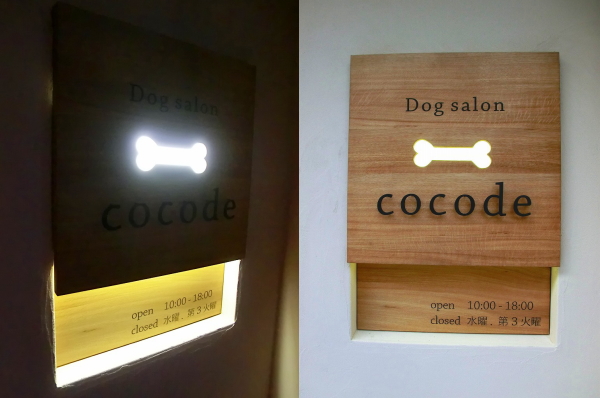 Dog salon
cocode
open 10:00 - 18:00
closed 水曜 . 第3火曜
Dog salon
cocode
open 10:00 - 18:00
closed 水曜 . 第3火曜